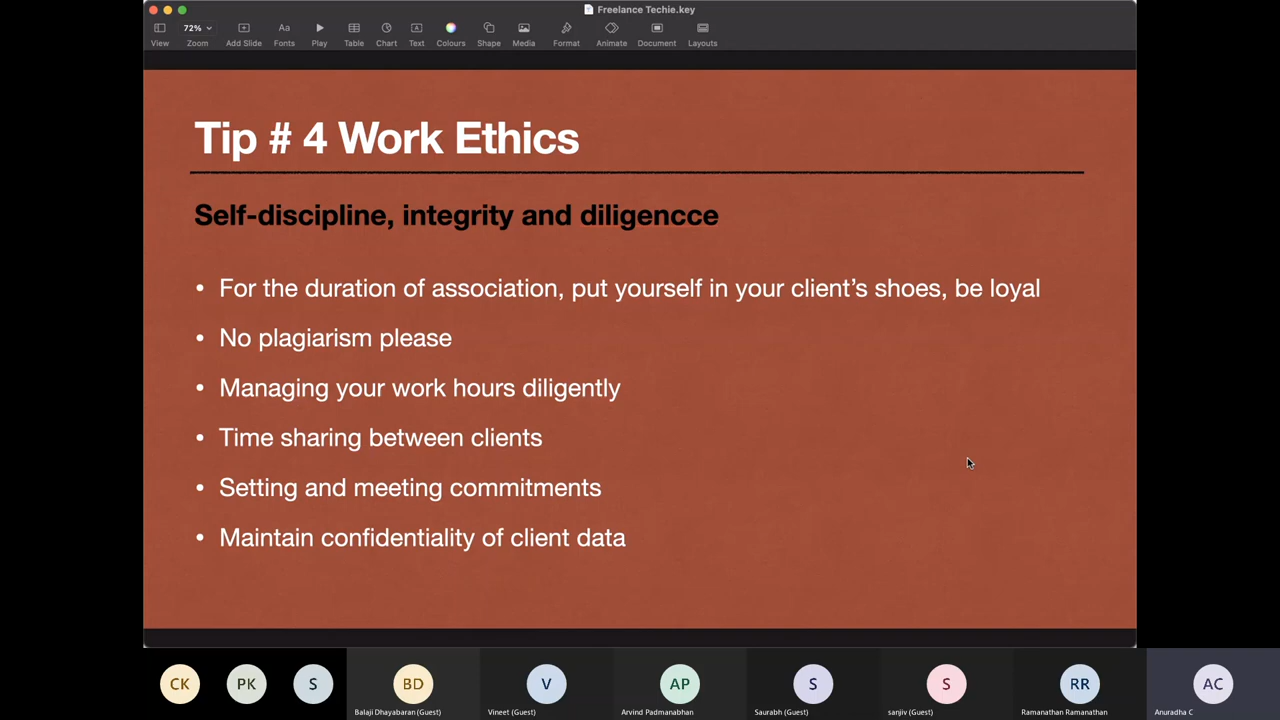 Freelance Techie.key
72%
View Zoom Add Slide Fonts Play Table Chart Text Colours Shape Media Format Animate Document Layouts
Aa
Tip # 4 Work Ethics
Self-discipline, integrity and diligencce
• For the duration of association, put yourself in your client’s shoes, be loyal
• No plagiarism please
• Managing your work hours diligently
• Time sharing between clients
• Setting and meeting commitments
• Maintain confidentiality of client data
CK PK S BD V AP S S RR AC
Balaji Dhayabaran (Guest) Vineet (Guest) Arvind Padmanabhan Saurabh (Guest) sanjiv (Guest) Ramanathan Ramanathan Anuradha C